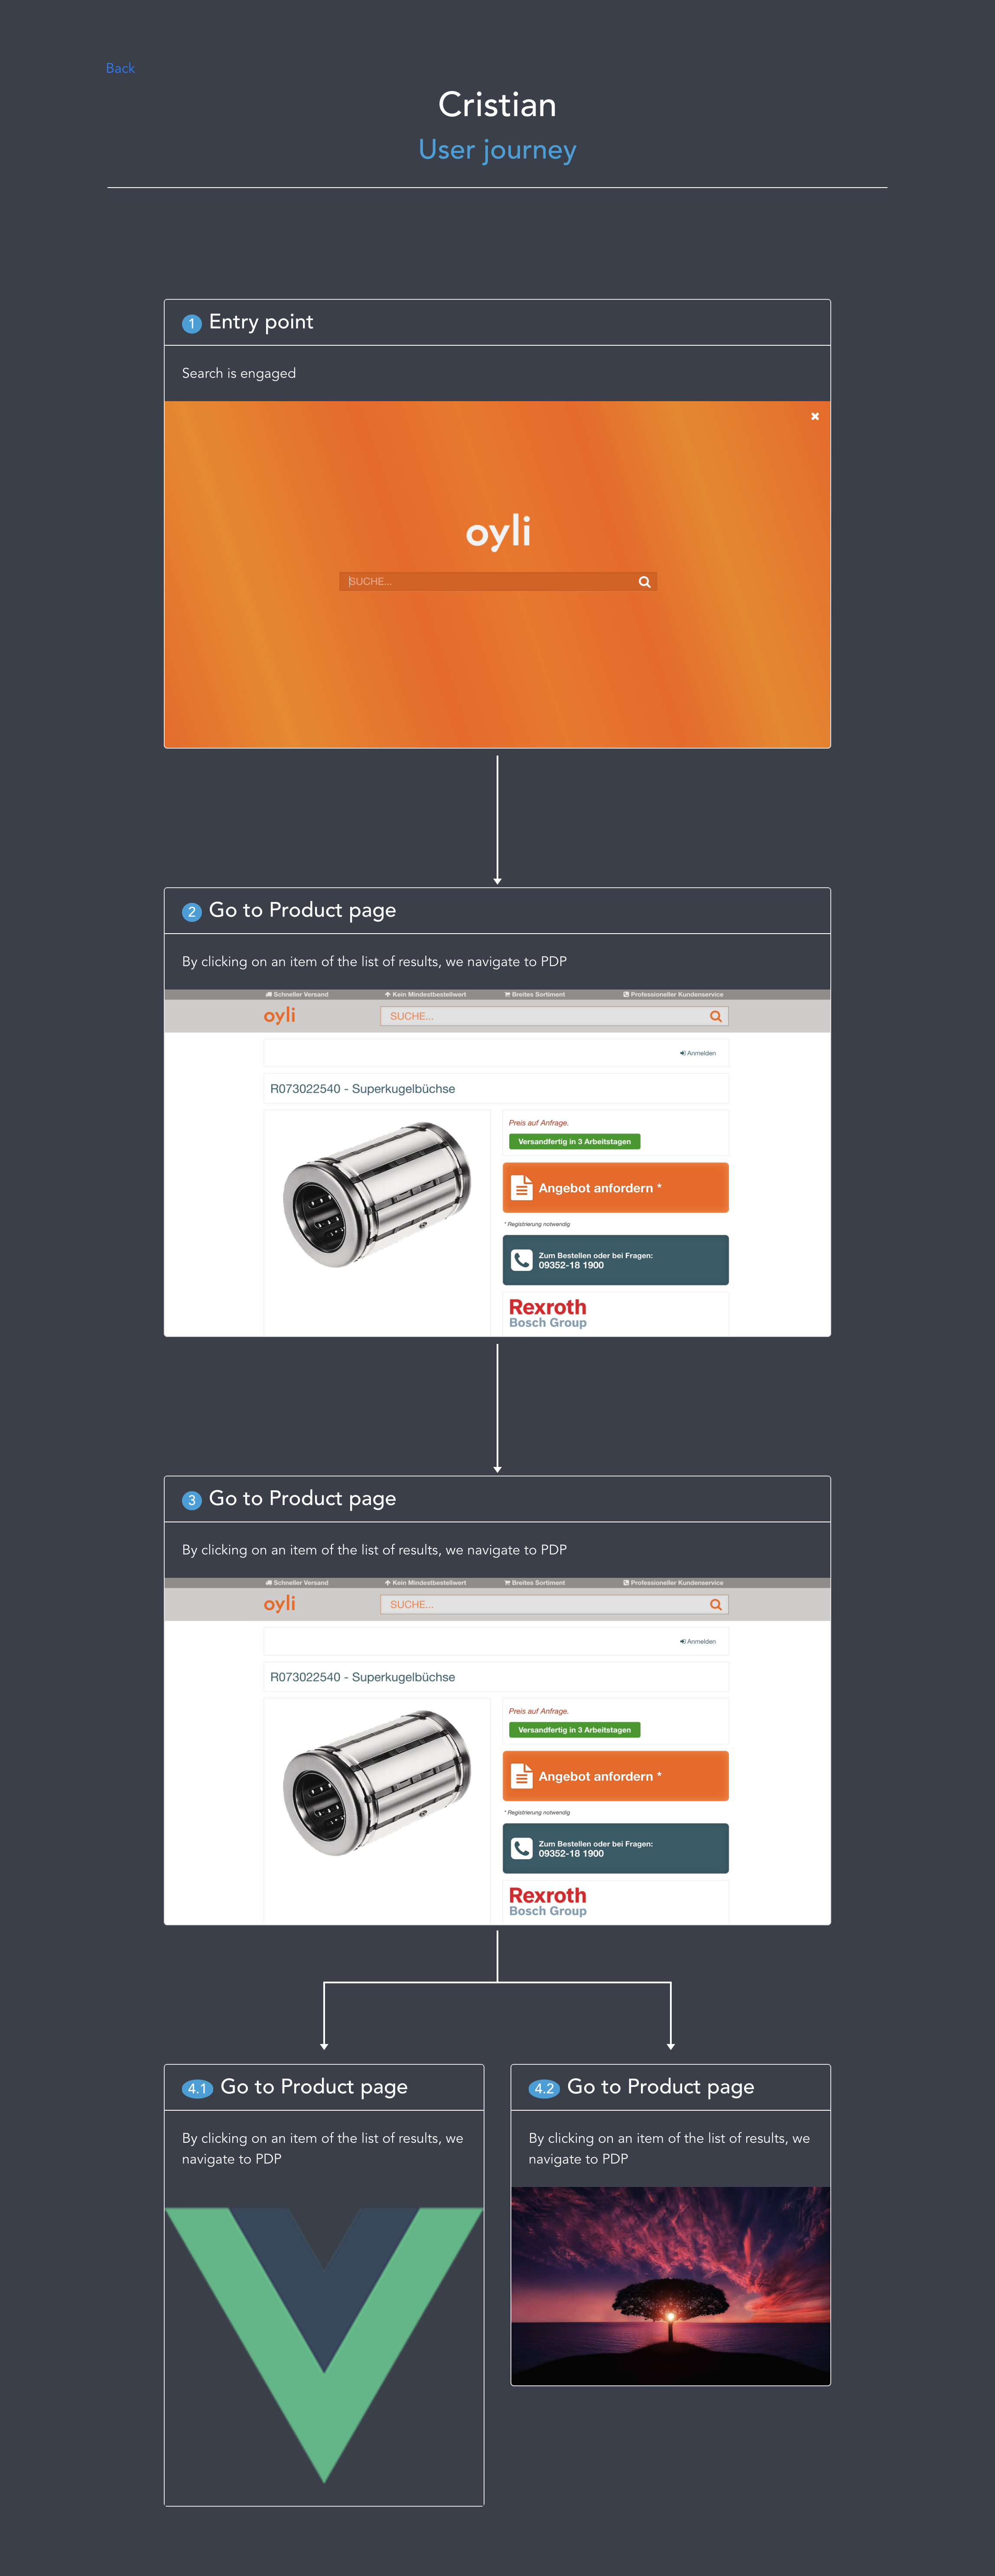 Back
Cristian
User journey
1 Entry point
Search is engaged
oyli
SUCHE...
2 Go to Product page
By clicking on an item of the list of results, we navigate to PDP
Schneller Versand Kein Mindestbestellwert Breites Sortiment Professioneller Kundenservice
oyli SUCHE...
Anmelden
R073022540 - Superkugelbüchse
Preis auf Anfrage.
Versandfertig in 3 Arbeitstagen
Angebot anfordern *
* Registrierung notwendig
Zum Bestellen oder bei Fragen:
09352-18 1900
Rexroth
Bosch Group
3 Go to Product page
By clicking on an item of the list of results, we navigate to PDP
Schneller Versand Kein Mindestbestellwert Breites Sortiment Professioneller Kundenservice
oyli SUCHE...
Anmelden
R073022540 - Superkugelbüchse
Preis auf Anfrage.
Versandfertig in 3 Arbeitstagen
Angebot anfordern *
* Registrierung notwendig
Zum Bestellen oder bei Fragen:
09352-18 1900
Rexroth
Bosch Group
4.1 Go to Product page
By clicking on an item of the list of results, we
navigate to PDP
4.2 Go to Product page
By clicking on an item of the list of results, we
navigate to PDP